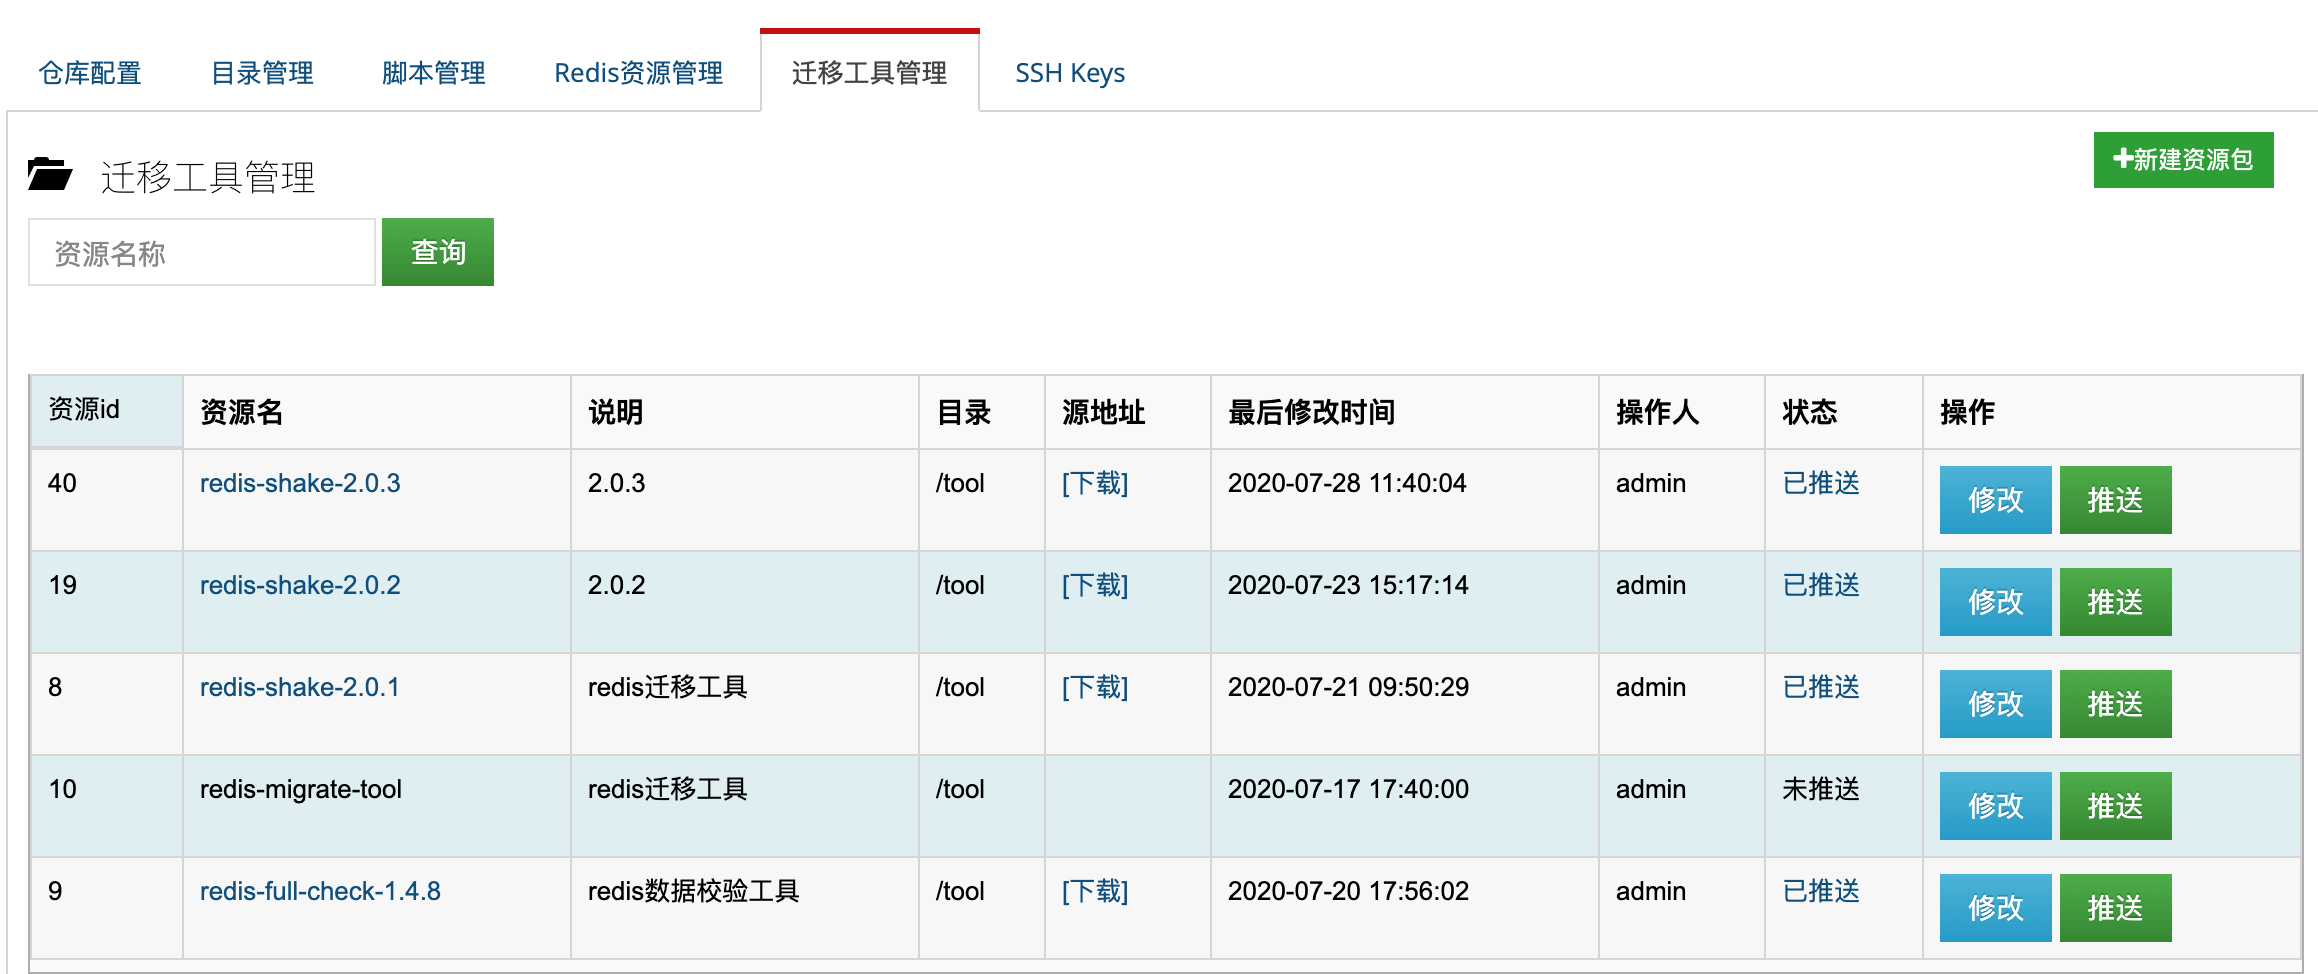 仓库配置 目录管理 脚本管理 Redis资源管理 迁移工具管理 SSH Keys
迁移工具管理
新建资源包
资源名称 查询
资源id 资源名 说明 目录 源地址 最后修改时间 操作人 状态 操作
40 redis-shake-2.0.3 2.0.3 /tool [下载] 2020-07-28 11:40:04 admin 已推送 修改 推送
19 redis-shake-2.0.2 2.0.2 /tool [下载] 2020-07-23 15:17:14 admin 已推送 修改 推送
8 redis-shake-2.0.1 redis迁移工具 /tool [下载] 2020-07-21 09:50:29 admin 已推送 修改 推送
10 redis-migrate-tool redis迁移工具 /tool 2020-07-17 17:40:00 admin 未推送 修改 推送
9 redis-full-check-1.4.8 redis数据校验工具 /tool [下载] 2020-07-20 17:56:02 admin 已推送 修改 推送